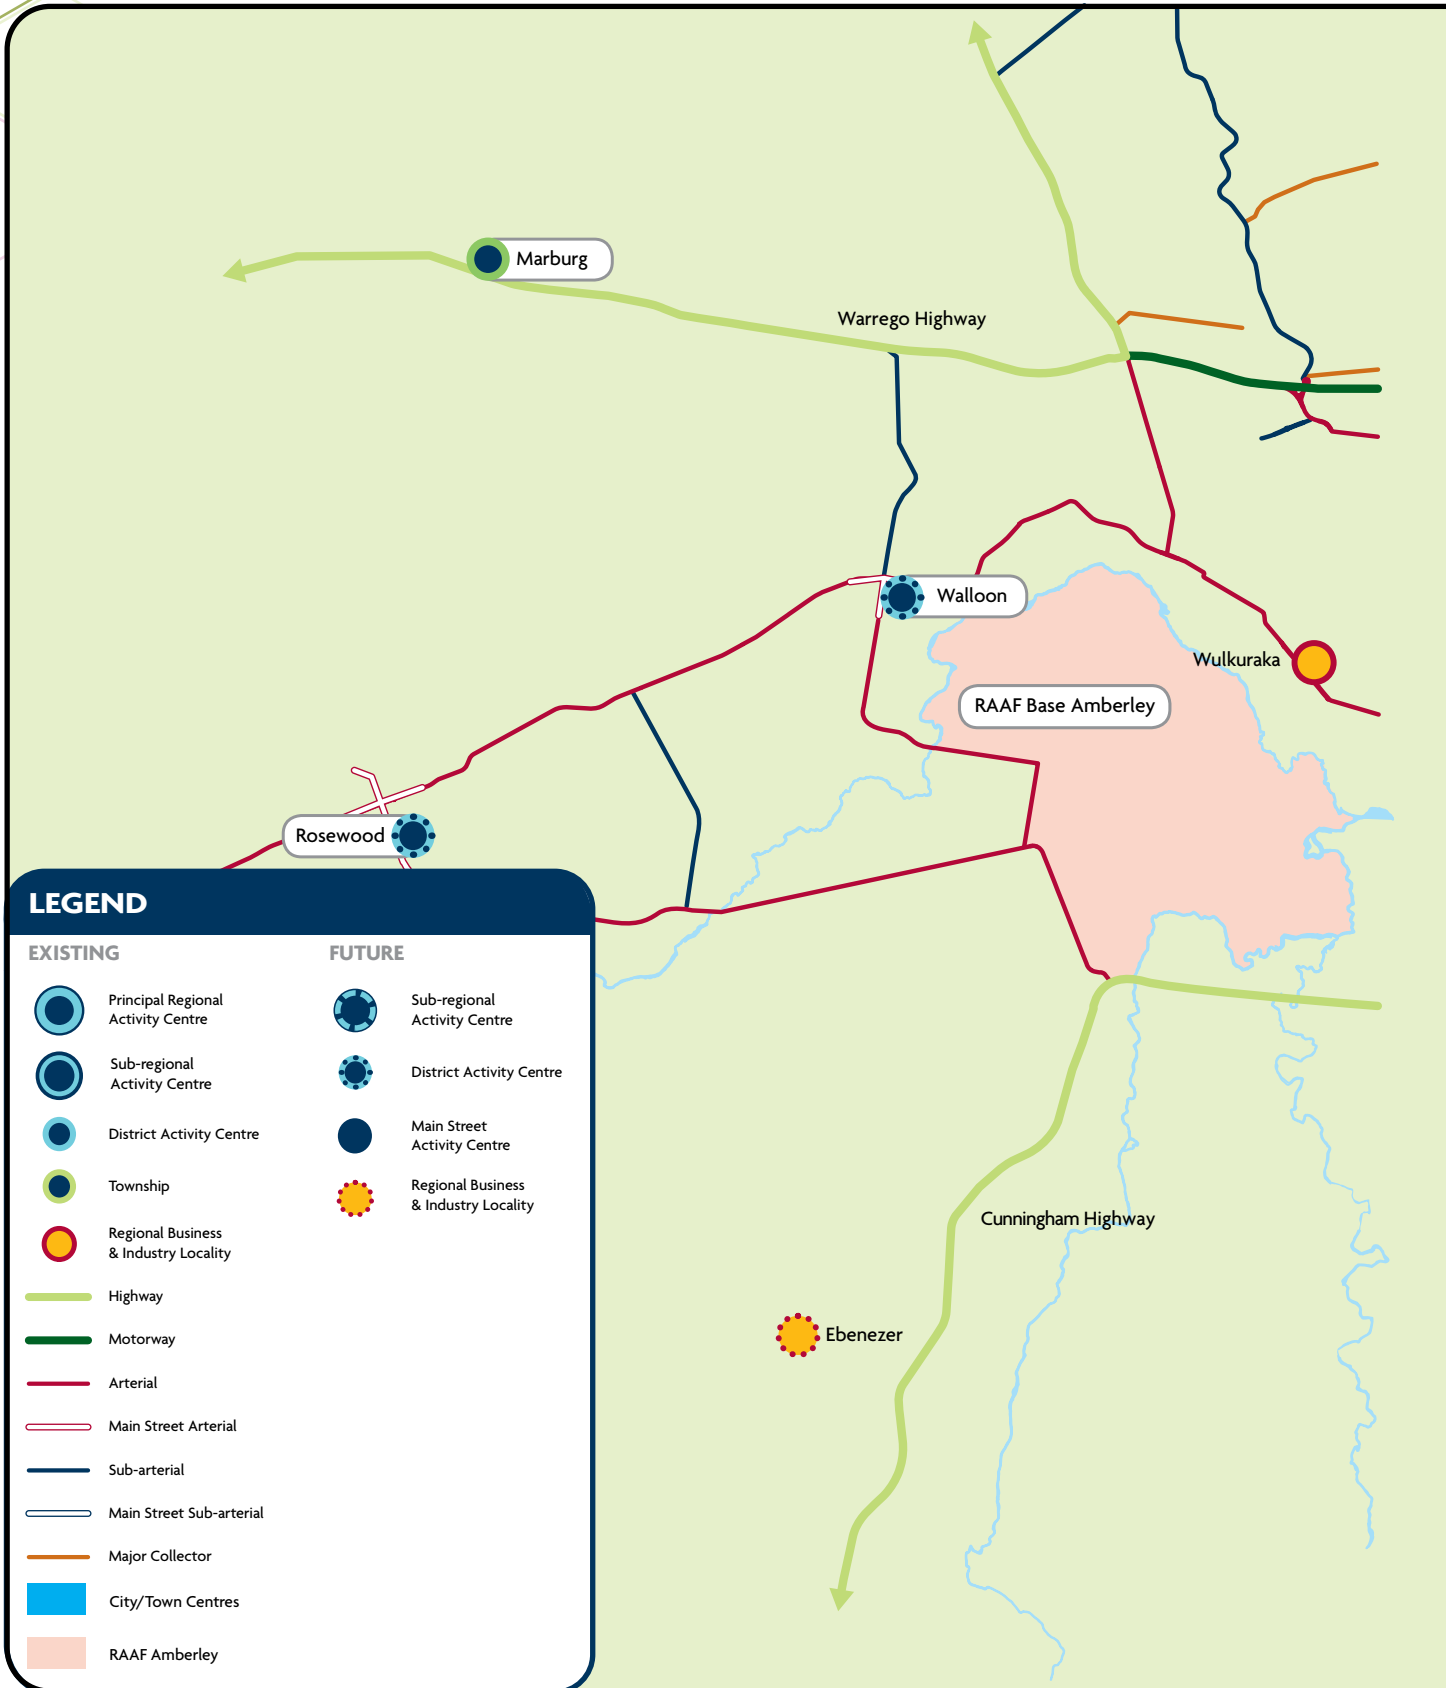 Marburg
Warrego Highway
Walloon
Wulkuraka
RAAF Base Amberley
Rosewood
Cunningham Highway
Ebenezer
LEGEND
EXISTING
Principal Regional
Activity Centre
Sub-regional
Activity Centre
District Activity Centre
Township
Regional Business
& Industry Locality
Highway
Motorway
Arterial
Main Street Arterial
Sub-arterial
Main Street Sub-arterial
Major Collector
City/Town Centres
RAAF Amberley
FUTURE
Sub-regional
Activity Centre
District Activity Centre
Main Street
Activity Centre
Regional Business
& Industry Locality